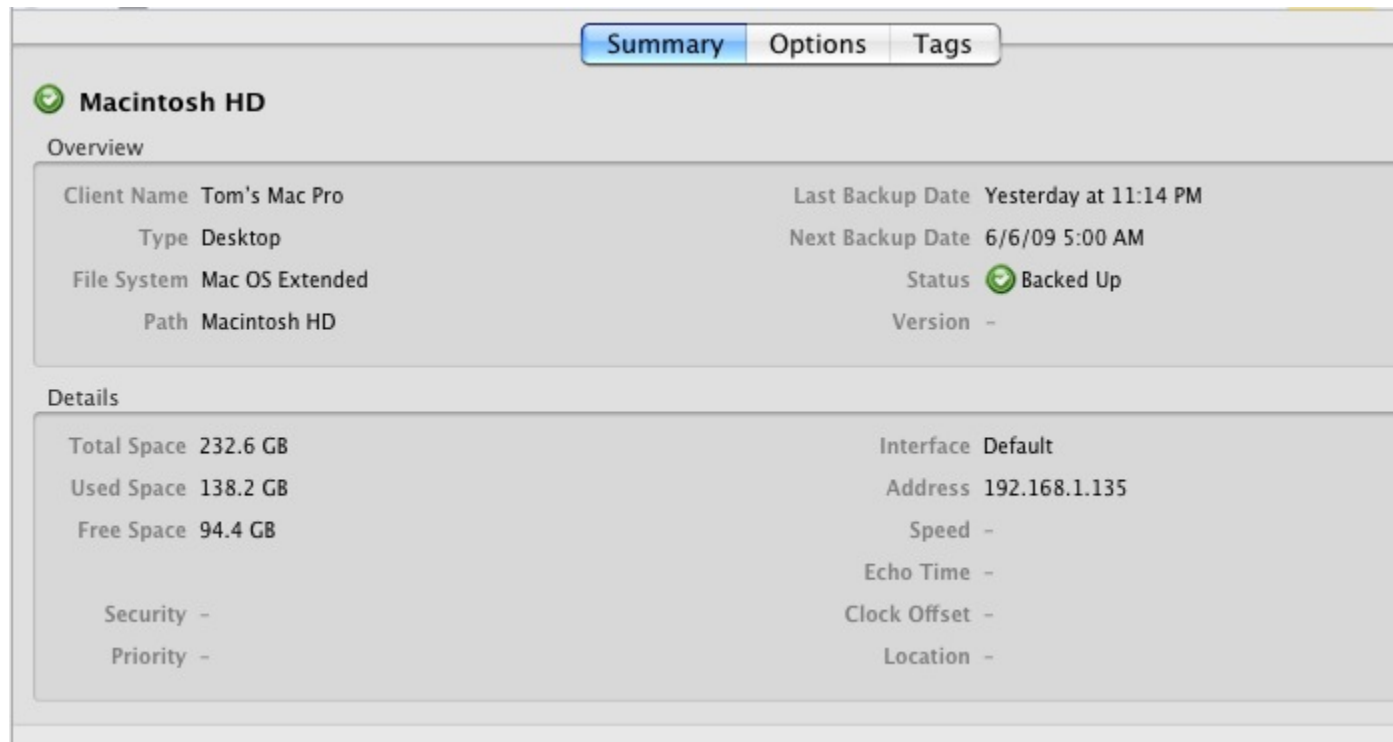 Summary Options Tags
Macintosh HD
Overview
Client Name Tom's Mac Pro Last Backup Date Yesterday at 11:14 PM
Type Desktop Next Backup Date 6/6/09 5:00 AM
File System Mac OS Extended Status Backed Up
Path Macintosh HD Version -
Details
Total Space 232.6 GB Interface Default
Used Space 138.2 GB Address 192.168.1.135
Free Space 94.4 GB Speed -
Echo Time -
Security - Clock Offset -
Priority - Location -